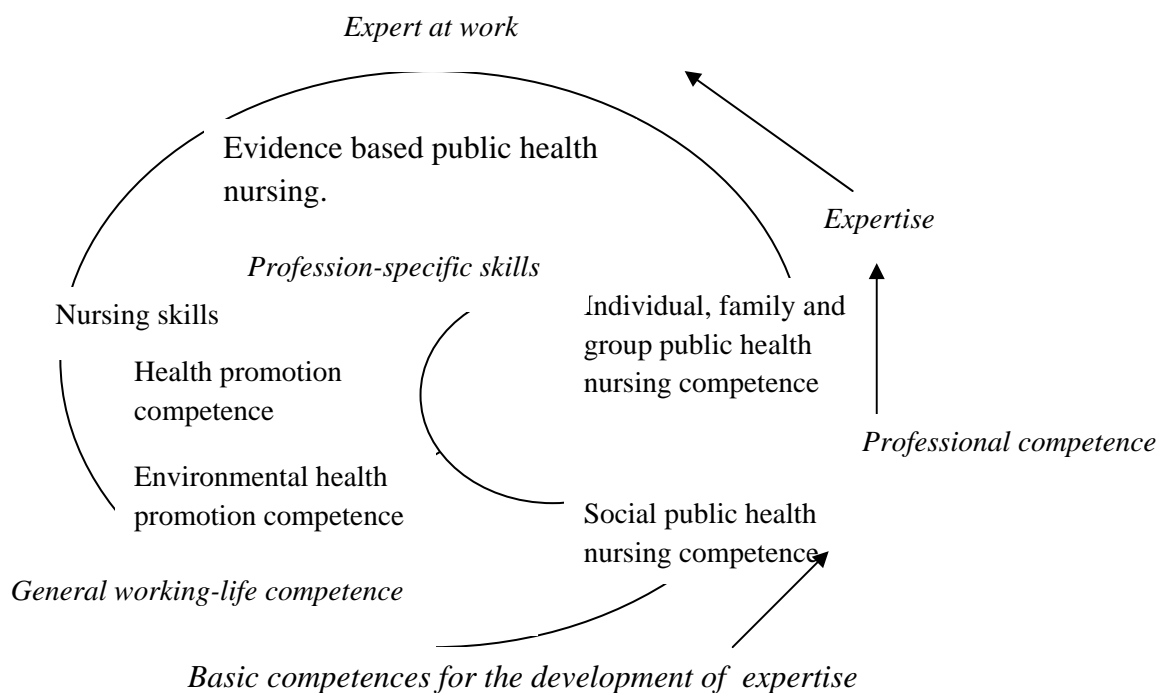 Expert at work
Evidence based public health
nursing.
Expertise
Profession-specific skills
Nursing skills
Individual, family and
group public health
nursing competence
Health promotion
competence
Professional competence
Environmental health
promotion competence
Social public health
nursing competence
General working-life competence
Basic competences for the development of expertise